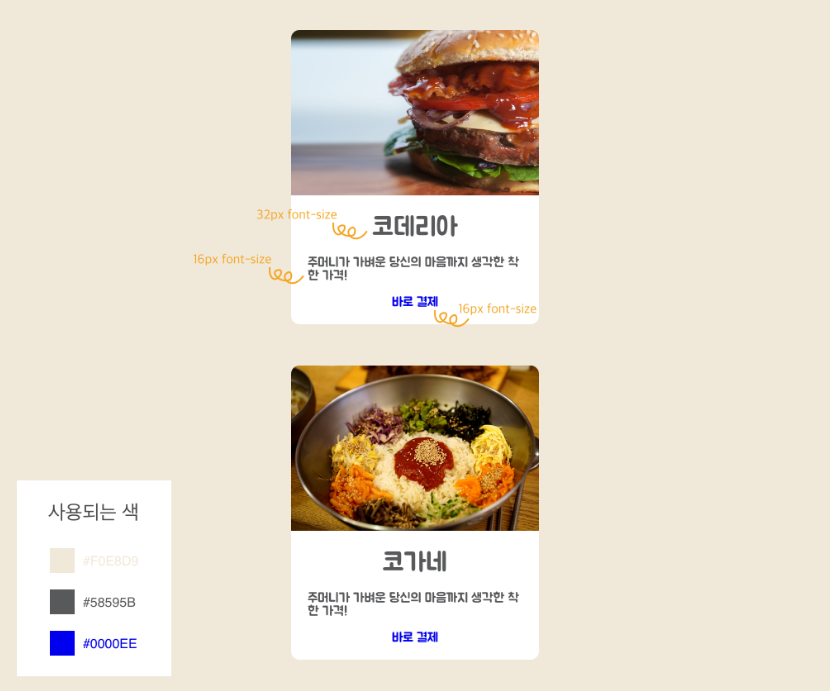 32px font-size
코데리아
16px font-size
주머니가 가벼운 당신의 마음까지 생각한 착
한 가격!
바로 결제
16px font-size
사용되는 색
#F0E8D9
#58595B
#0000EE
코가네
주머니가 가벼운 당신의 마음까지 생각한 착
한 가격!
바로 결제